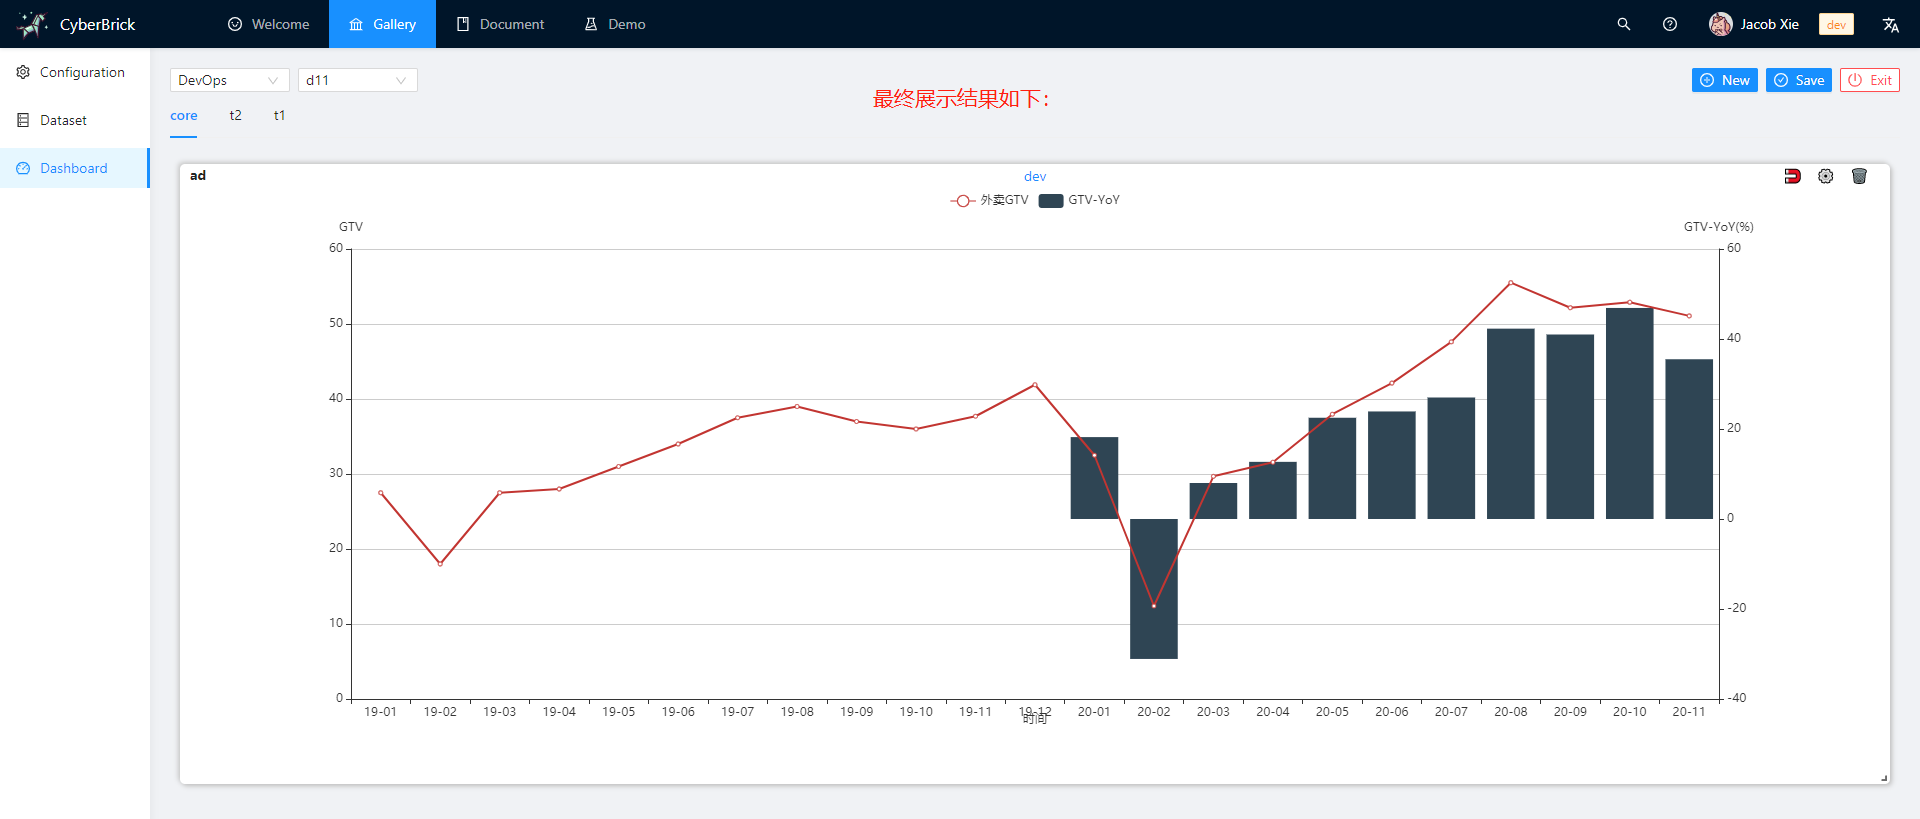 CyberBrick
Welcome
Gallery
Document
Demo
Jacob Xie
dev
Configuration
Dataset
Dashboard
DevOps
d11
最终展示结果如下：
New
Save
Exit
core
t2
t1
ad
dev
外卖GTV
GTV-YoY
GTV
GTV-YoY(%)
60
50
40
30
20
10
0
60
40
20
0
-20
-40
19-01
19-02
19-03
19-04
19-05
19-06
19-07
19-08
19-09
19-10
19-11
19-12
20-01
20-02
20-03
20-04
20-05
20-06
20-07
20-08
20-09
20-10
20-11
时间